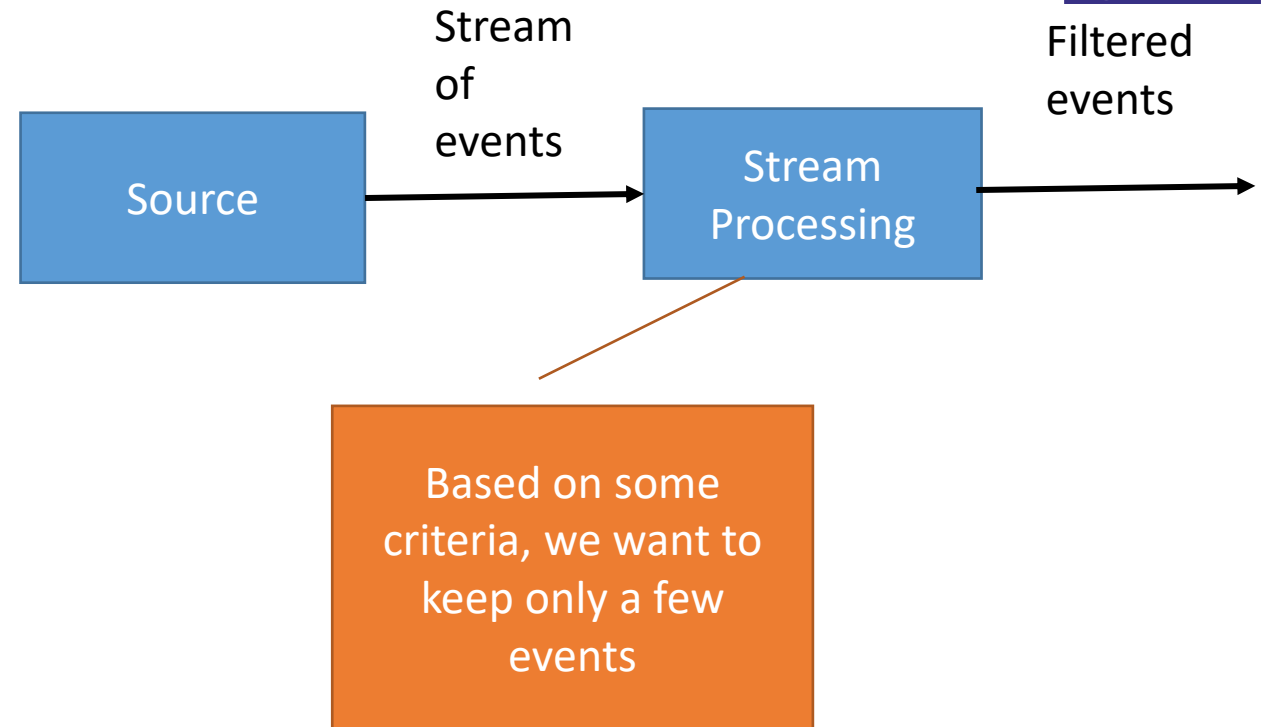 Stream
of
events
Filtered
events
Source
Stream
Processing
Based on some
criteria, we want to
keep only a few
events